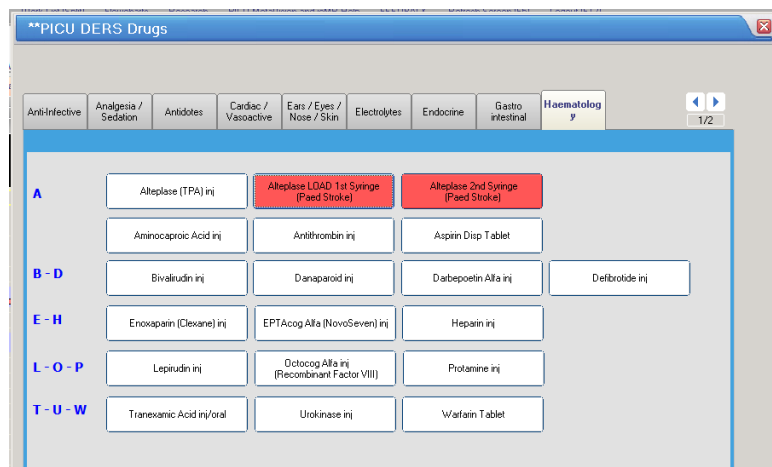 **PICU DERS Drugs
Anti-Infective
Analgesia /
Sedation
Antidotes
Cardiac /
Vasoactive
Ears / Eyes /
Nose / Skin
Electrolytes
Endocrine
Gastro
intestinal
Haematolog
y
1/2
A
Alteplase (TPA) inj
Alteplase LOAD 1st Syringe
(Paed Stroke)
Alteplase 2nd Syringe
(Paed Stroke)
Aminocaproic Acid inj
Antithrombin inj
Aspirin Disp Tablet
B - D
Bivalirudin inj
Danaparoid inj
Darbepoetin Alfa inj
Defibrotide inj
E - H
Enoxaparin (Clexane) inj
EPTAcog Alfa (NovoSeven) inj
Heparin inj
L - O - P
Lepirudin inj
Octocog Alfa inj
(Recombinant Factor VIII)
Protamine inj
T - U - W
Tranexamic Acid inj/oral
Urokinase inj
Warfarin Tablet